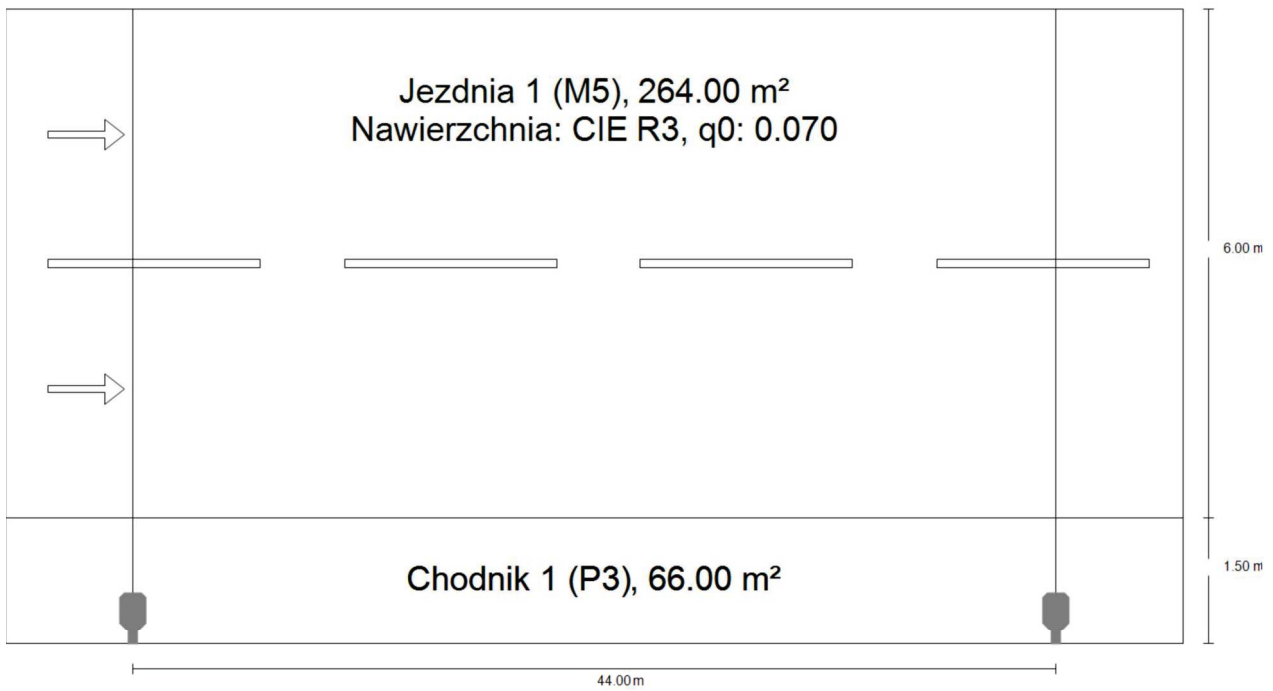 Jezdnia 1 (M5), 264.00 m²
Nawierzchnia: CIE R3, q0: 0.070
6.00 m
Chodnik 1 (P3), 66.00 m²
1.50 m
44.00 m